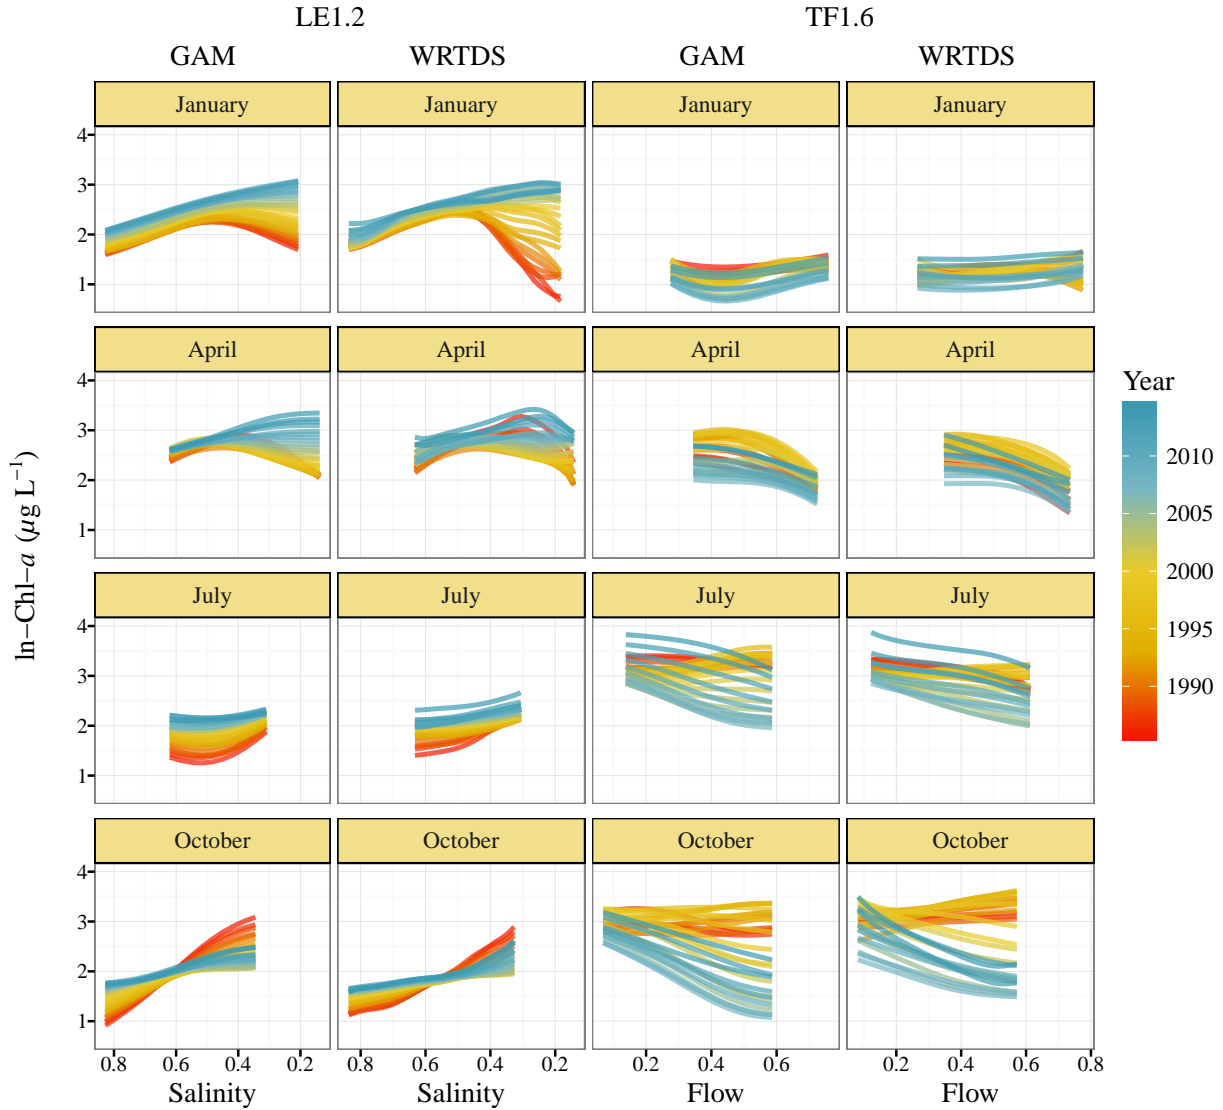 LE1.2 TF1.6
GAM WRTDS GAM WRTDS
January January January January
4
3
2
1
April April April April
4
3
2
1
July July July July
4
3
2
1
October October October October
4
3
2
1
0.8 0.6 0.4 0.2 0.8 0.6 0.4 0.2 0.2 0.4 0.6 0.2 0.4 0.6 0.8
Salinity Salinity Flow Flow
ln−Chl−a (μg L⁻¹)
Year
2010
2005
2000
1995
1990